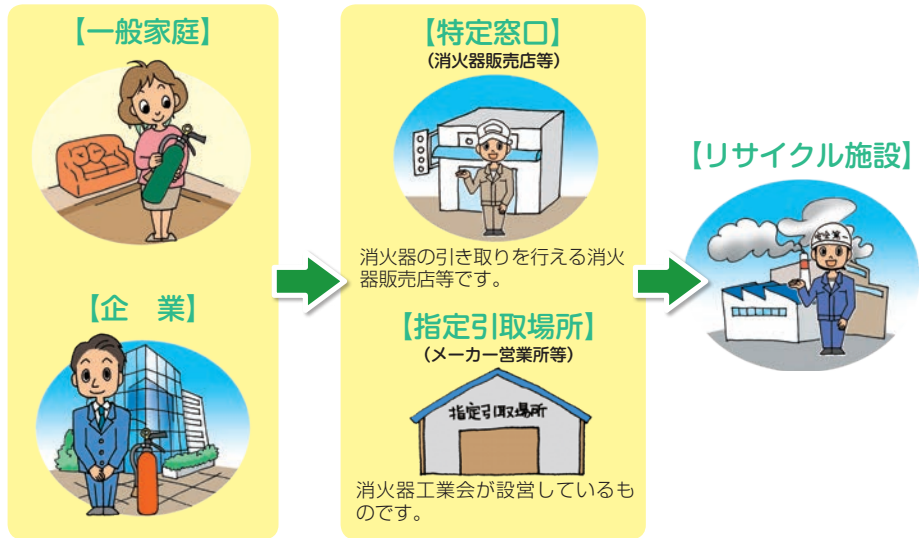 【一般家庭】
【企　業】
【特定窓口】
（消火器販売店等）
消火器の引き取りを行える消火
器販売店等です。
【指定引取場所】
（メーカー営業所等）
指定引取場所
消火器工業会が設営しているも
のです。
【リサイクル施設】